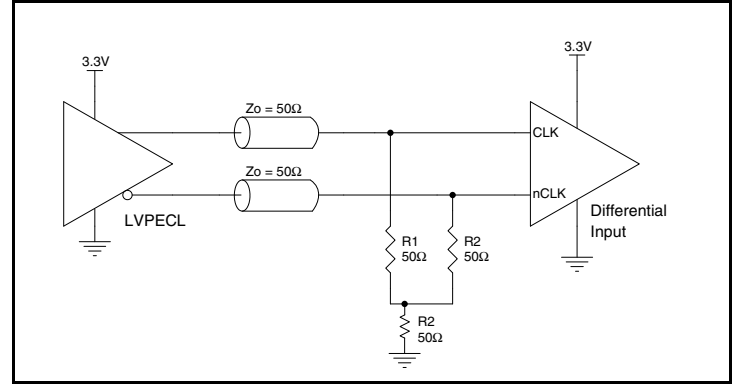 3.3V
3.3V
Zo = 50Ω
CLK
Zo = 50Ω
nCLK
LVPECL
Differential
Input
R1
50Ω
R2
50Ω
R2
50Ω